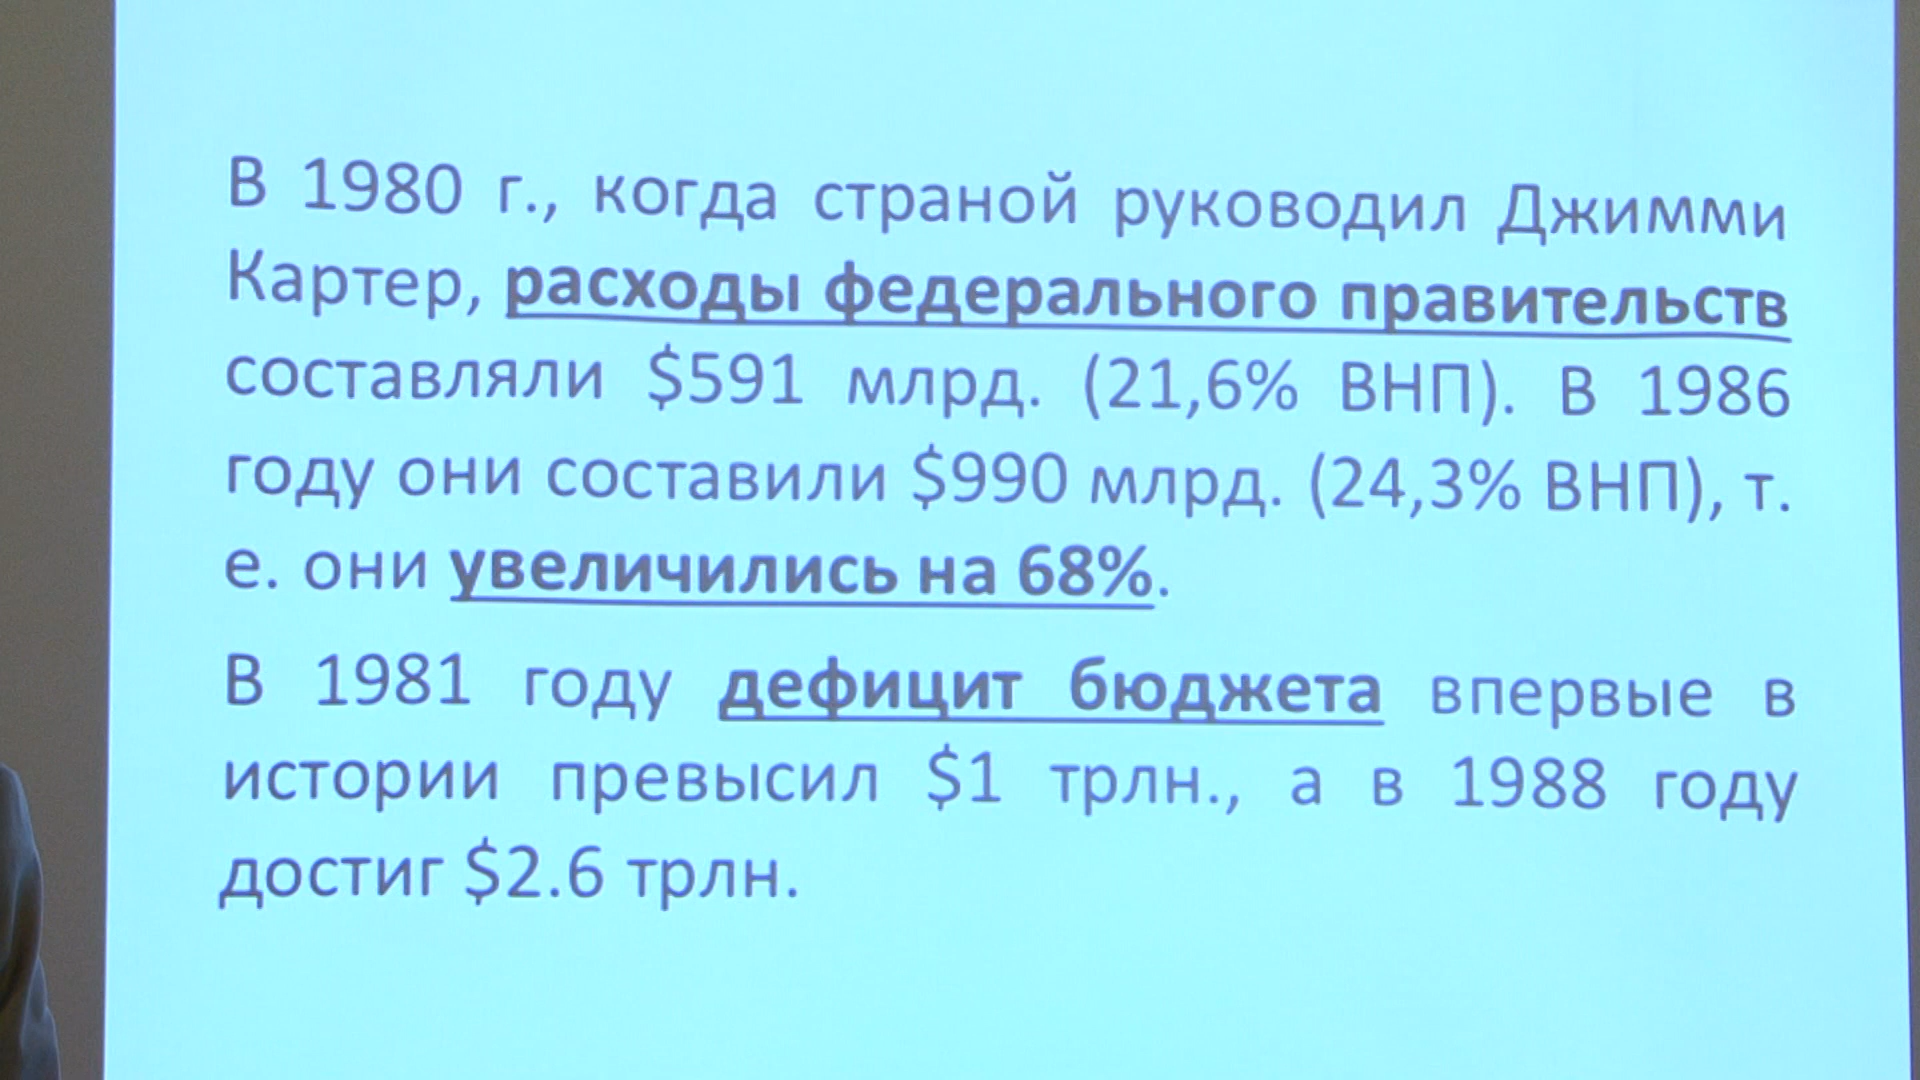 В 1980 г., когда страной руководил Джимми
Картер, расходы федерального правительств
составляли $591 млрд. (21,6% ВНП). В 1986
году они составили $990 млрд. (24,3% ВНП), т.
е. они увеличились на 68%.
В 1981 году дефицит бюджета впервые в
истории превысил $1 трлн., а в 1988 году
достиг $2.6 трлн.